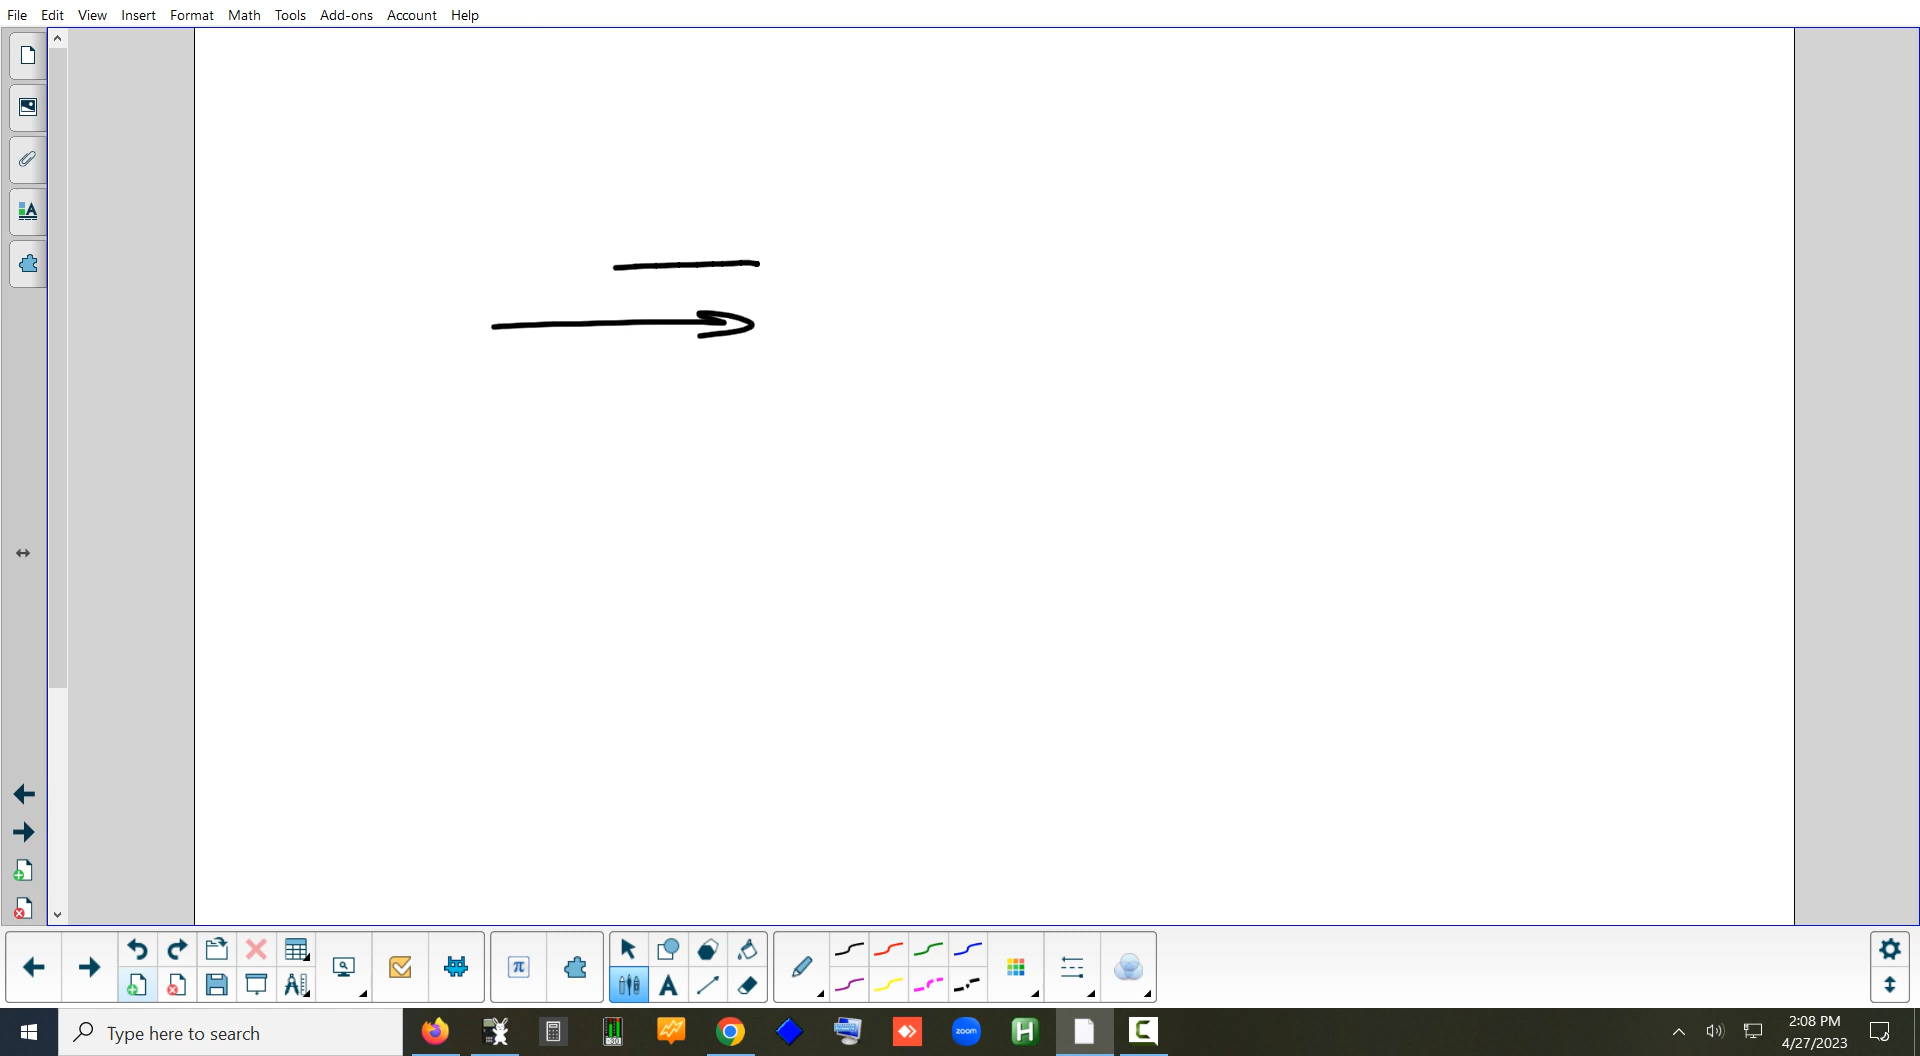 File Edit View Insert Format Math Tools Add-ons Account Help
A
π
A
Type here to search
zoom
H
C
2:08 PM
4/27/2023